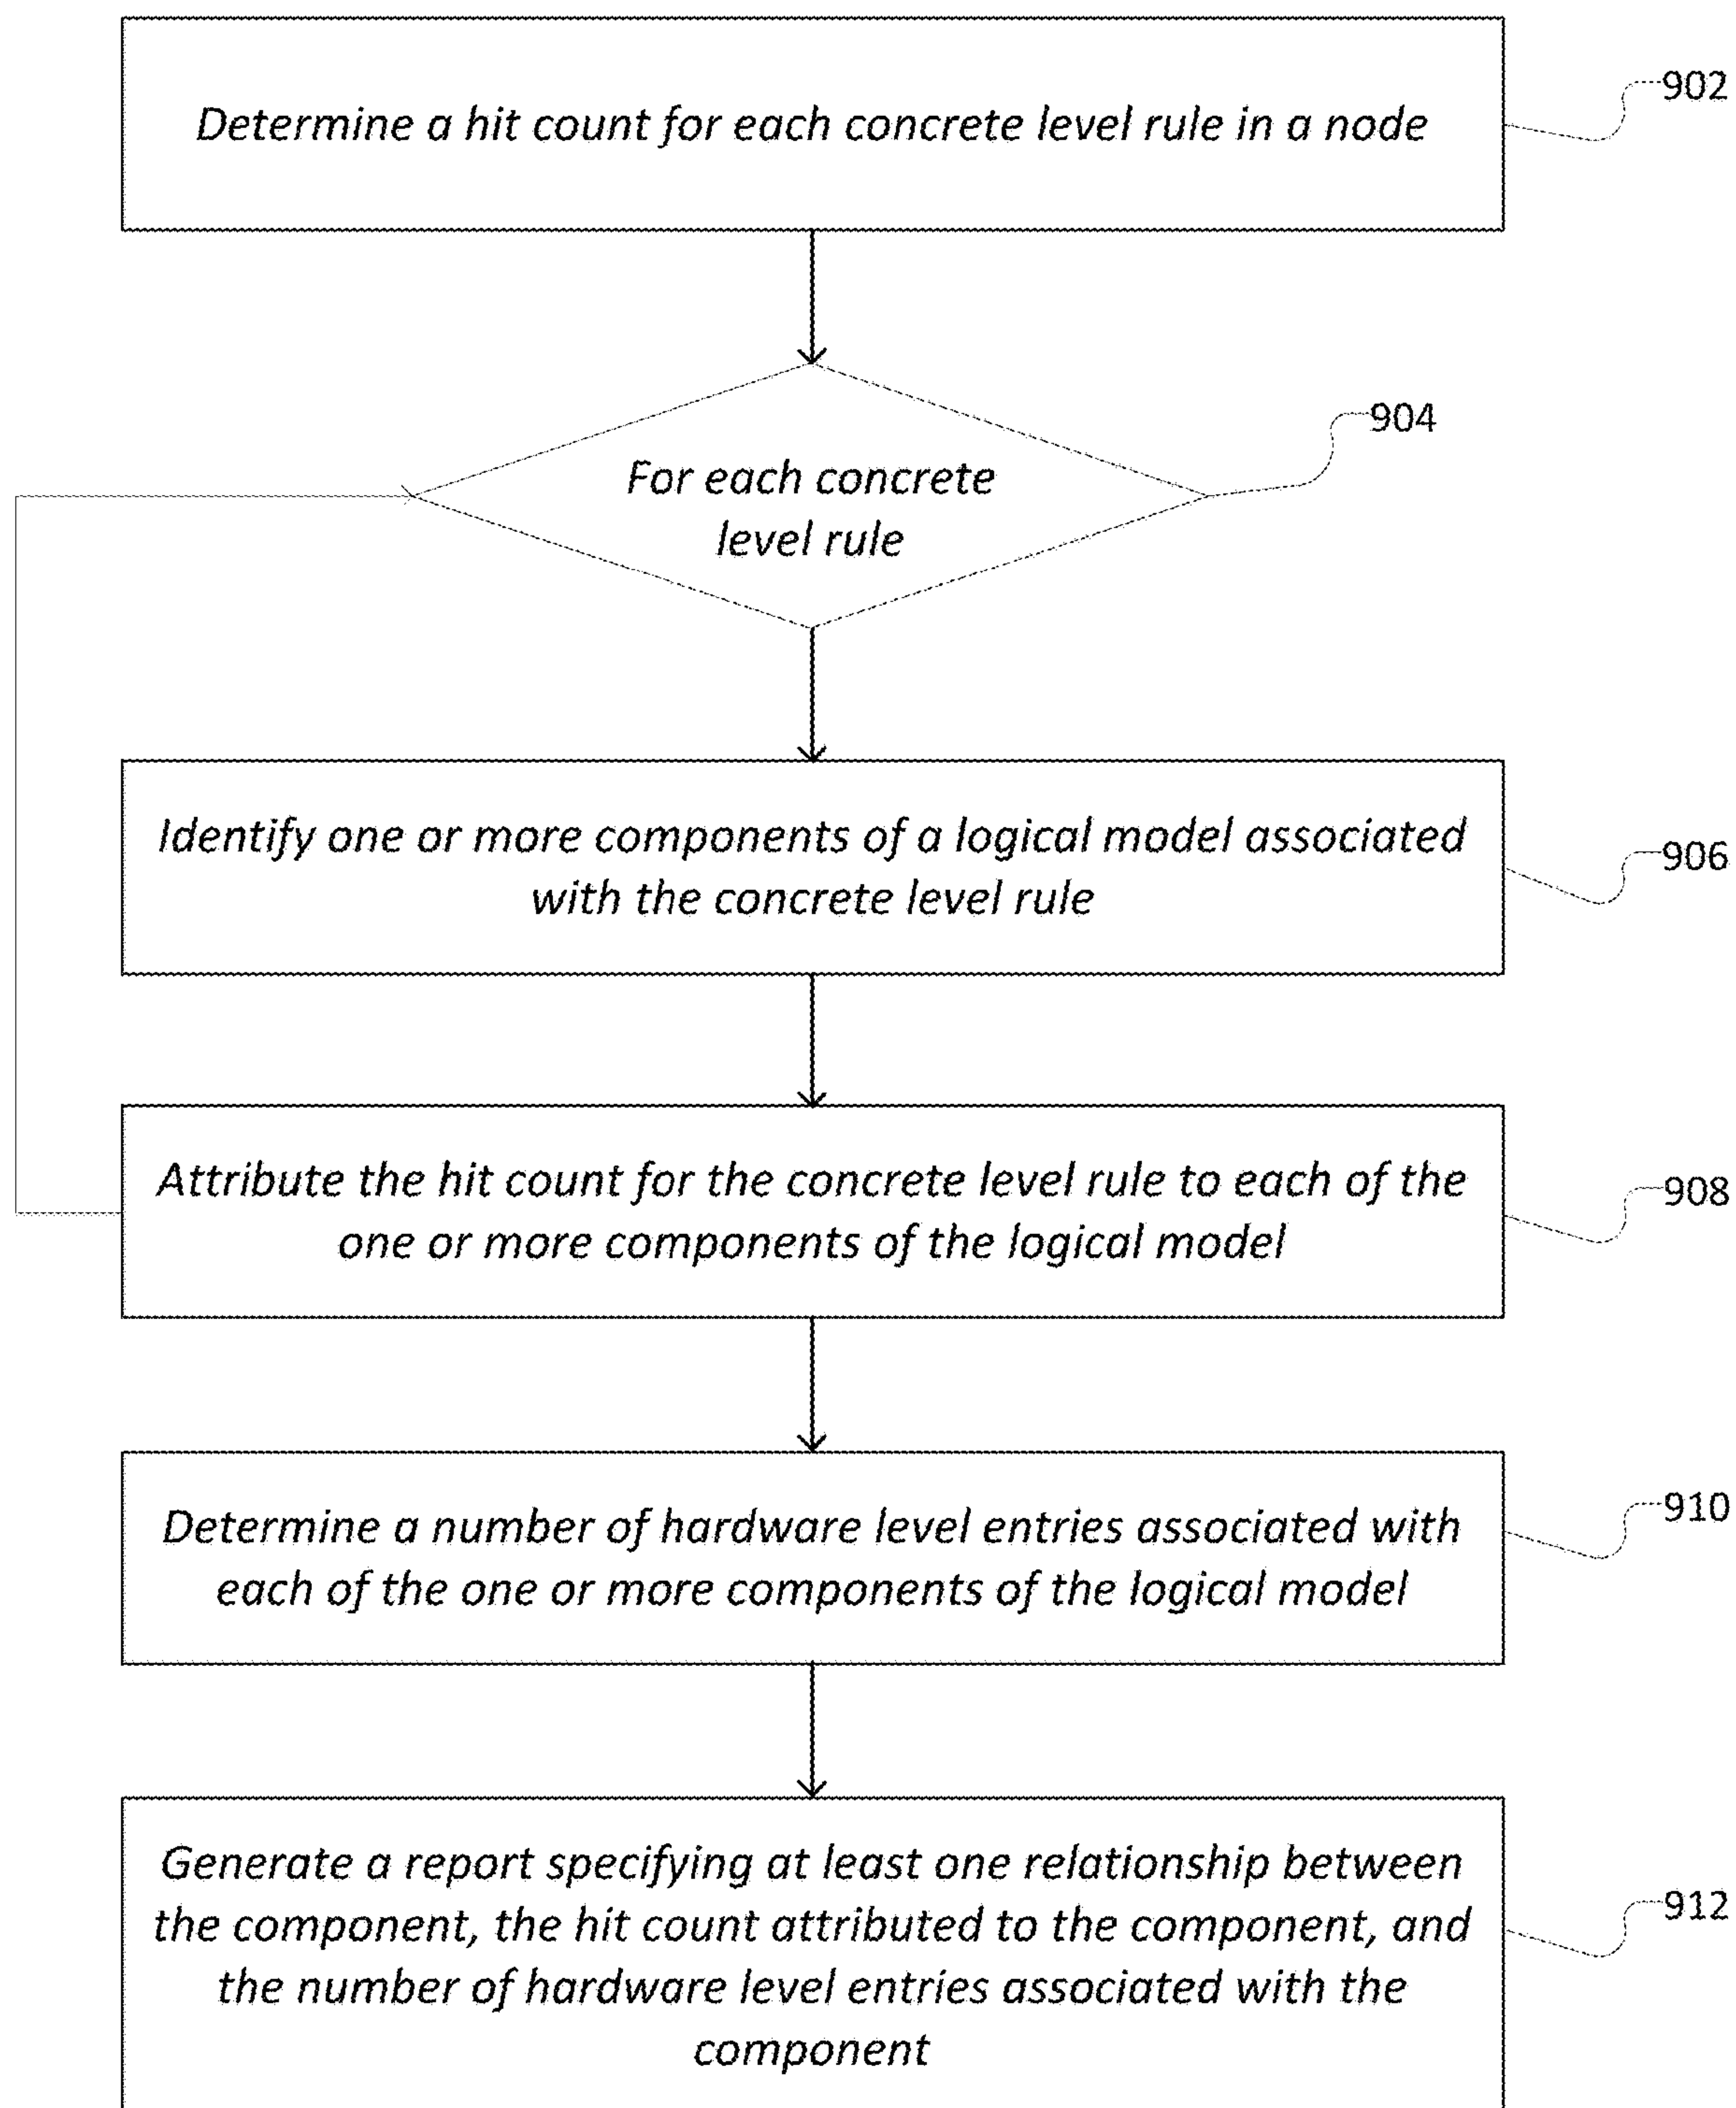 Determine a hit count for each concrete level rule in a node
902
For each concrete
level rule
904
Identify one or more components of a logical model associated
with the concrete level rule
906
Attribute the hit count for the concrete level rule to each of the
one or more components of the logical model
908
Determine a number of hardware level entries associated with
each of the one or more components of the logical model
910
Generate a report specifying at least one relationship between
the component, the hit count attributed to the component, and
the number of hardware level entries associated with the
component
912